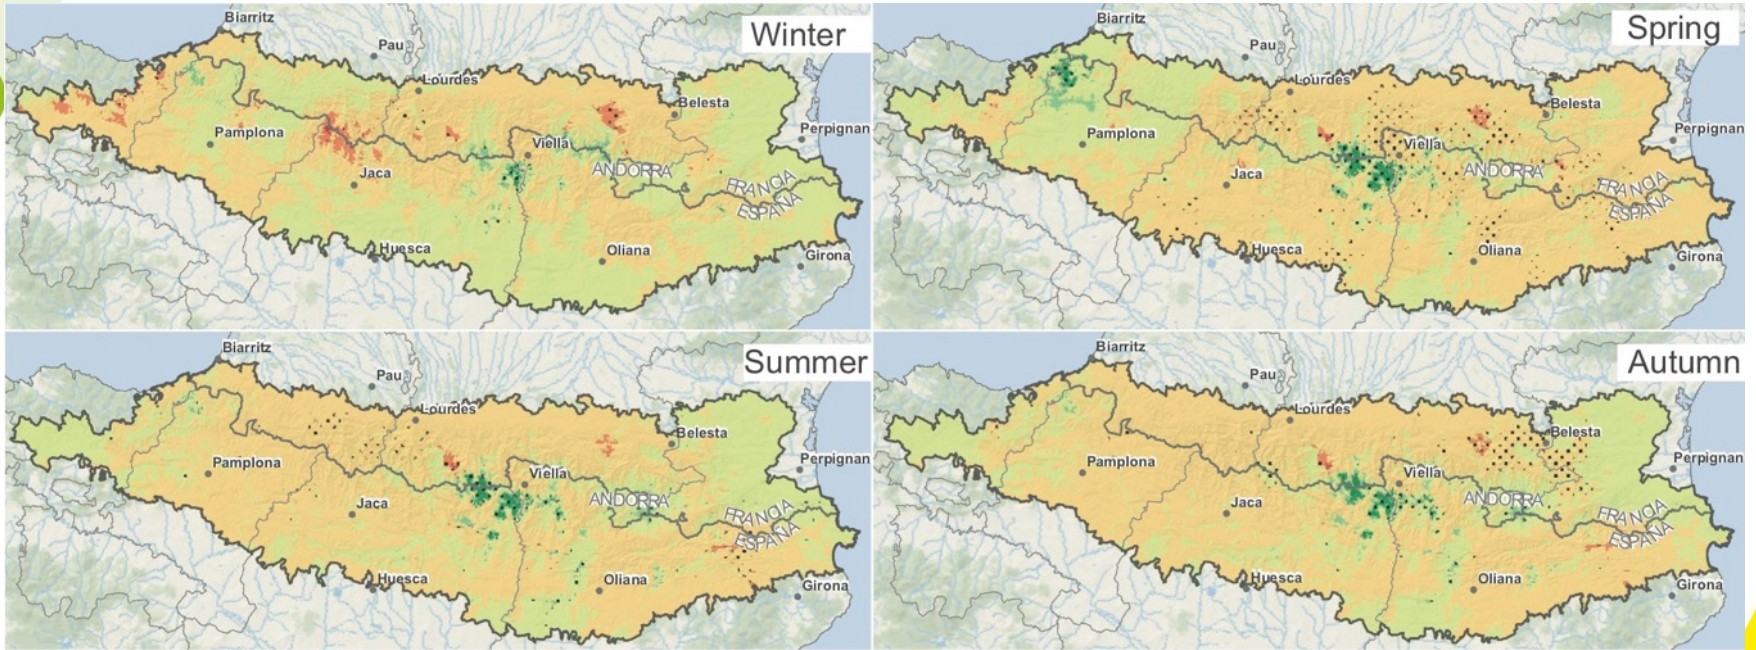 Winter
Biarritz
Pau
Lourdes
Belesta
Pamplona
Perpignan
Viella
Jaca
ANDORRA
FRANCIA
ESPAÑA
Huesca
Oliana
Girona
Spring
Biarritz
Pau
Lourdes
Belesta
Pamplona
Perpignan
Viella
Jaca
ANDORRA
FRANCIA
ESPAÑA
Huesca
Oliana
Girona
Summer
Biarritz
Pau
Lourdes
Belesta
Pamplona
Perpignan
Viella
Jaca
ANDORRA
FRANCIA
ESPAÑA
Huesca
Oliana
Girona
Autumn
Biarritz
Pau
Lourdes
Belesta
Pamplona
Perpignan
Viella
Jaca
ANDORRA
FRANCIA
ESPAÑA
Huesca
Oliana
Girona